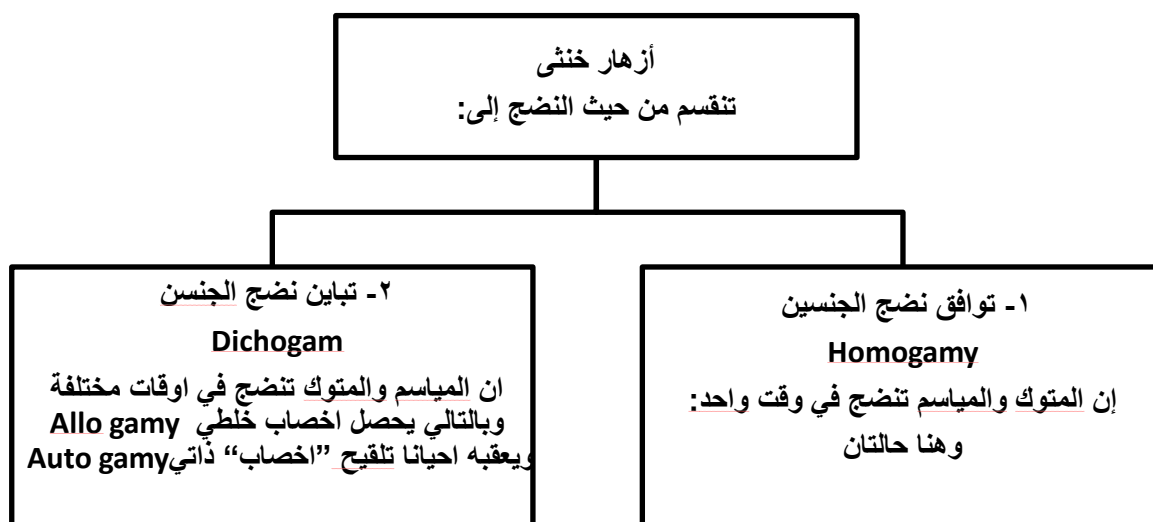 أزهار خنثى
تنقسم من حيث النضج إلى:
١- توافق نضج الجنسين
Homogamy
إن المتوك والمياسم تنضج في وقت واحد:
وهنا حالتان
٢- تباين نضج الجنسن
Dichogam
ان المياسم والمتوك تنضج في اوقات مختلفة
وبالتالي يحصل اخصاب خلطي Allo gamy
ويعقبه احيانا تلقيح ”اخصاب“ ذاتيAuto gamy